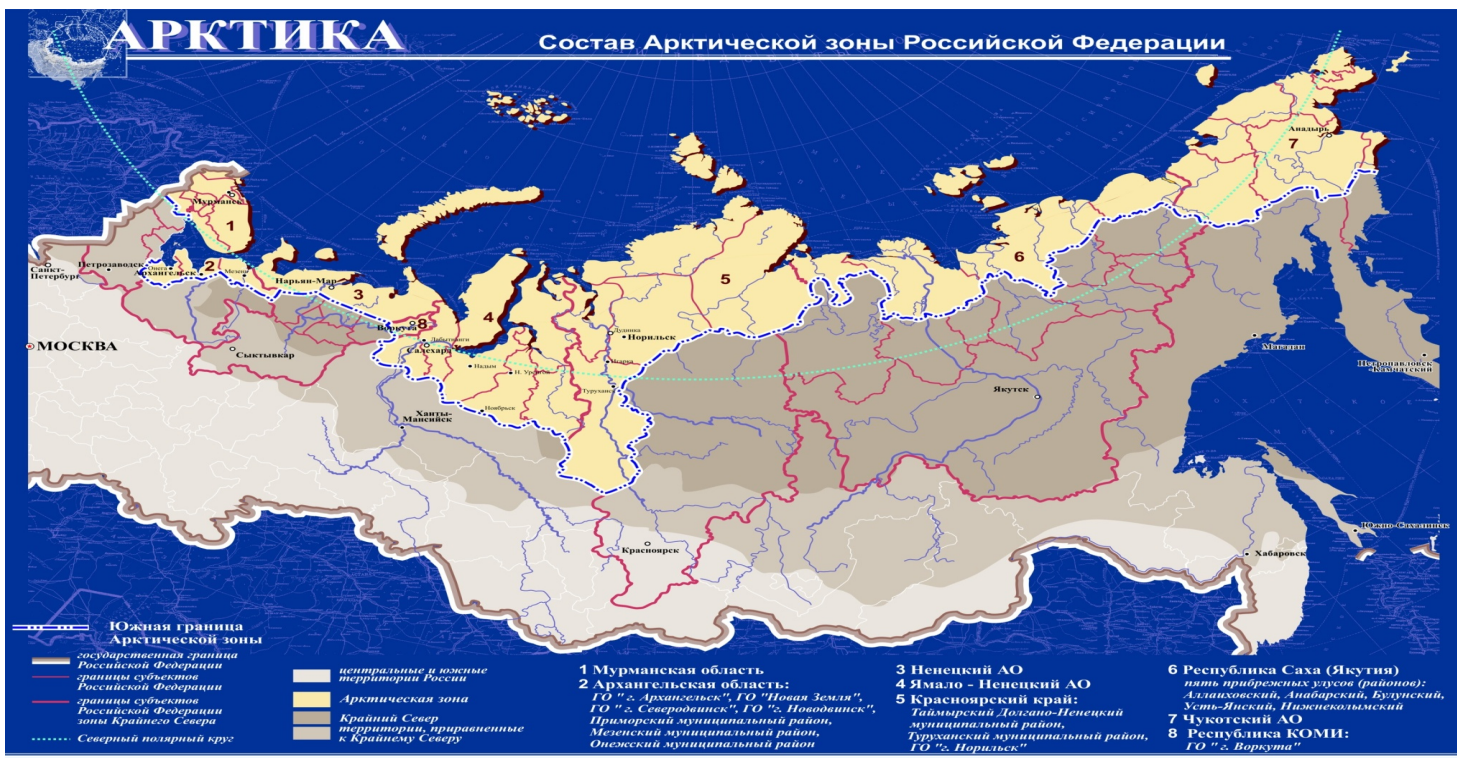 АРКТИКА
Состав Арктической зоны Российской Федерации
Анадырь
7
Мурманск
1
Санкт-
Петербург
Петрозаводск
Онега
Архангельск
2
Мезень
Нарьян-Мар
3
Воркута
8
4
5
6
Лабытнанги
Салехард
Надым
Н. Уренгой
Ноябрьск
Дудинка
Норильск
Игарка
Туруханск
МОСКВА
Сыктывкар
Ханты-
Мансийск
Якутск
Магадан
Петропавловск
-Камчатский
Красноярск
Южно-Сахалинск
Хабаровск
Южная граница
Арктической зоны
государственная граница
Российской Федерации
границы субъектов
Российской Федерации
границы субъектов
Российской Федерации
зоны Крайнего Севера
Северный полярный круг
центральные и южные
территории России
Арктическая зона
Крайний Север
территории, приравненные
к Крайнему Северу
1 Мурманская область
2 Архангельская область:
ГО " г. Архангельск", ГО "Новая Земля",
ГО " г. Северодвинск", ГО "г. Новодвинск",
Приморский муниципальный район,
Мезенский муниципальный район,
Онежский муниципальный район
3 Ненецкий АО
4 Ямало - Ненецкий АО
5 Красноярский край:
Таймырский Долгано-Ненецкий
муниципальный район,
Туруханский муниципальный район,
ГО "г. Норильск"
6 Республика Саха (Якутия)
пять прибрежных улусов (районов):
Аллаиховский, Анабарский, Булунский,
Усть-Янский, Нижнеколымский
7 Чукотский АО
8 Республика КОМИ:
ГО " г. Воркута"